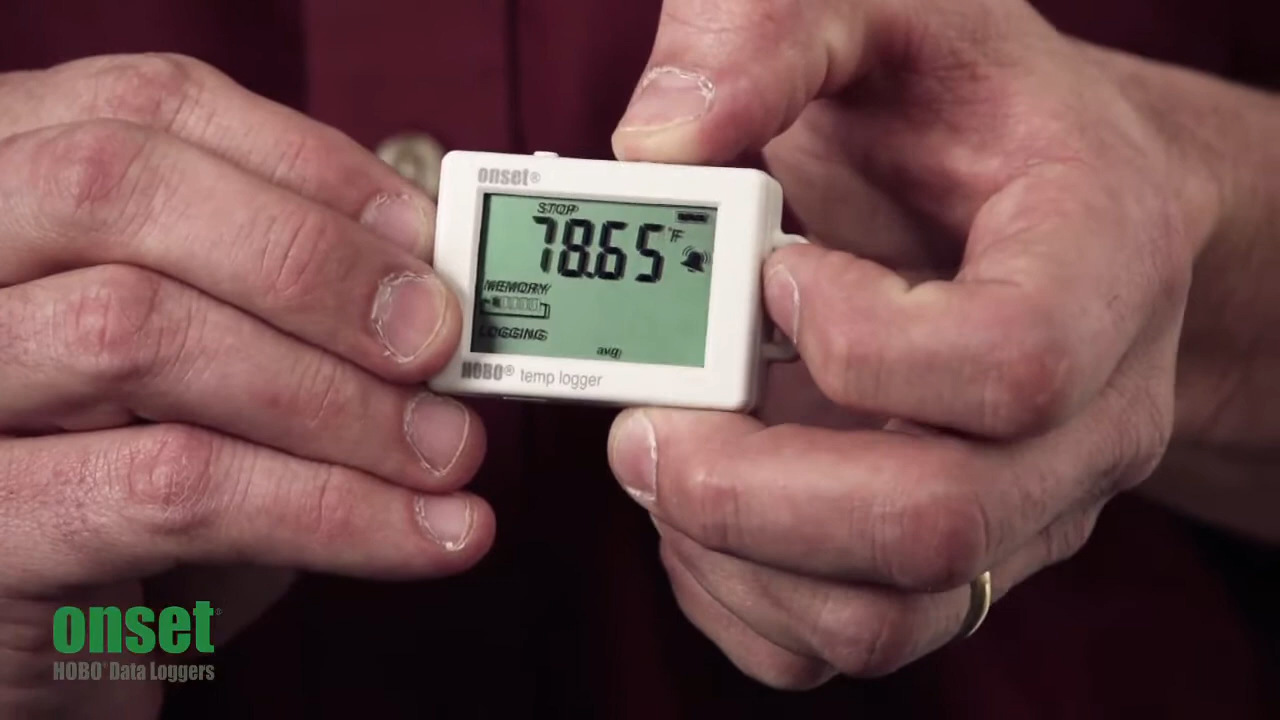 onset®
STOP
78.65 °F
MEMORY
LOGGING
avg
HOBO® temp logger
onset®
HOBO® Data Loggers